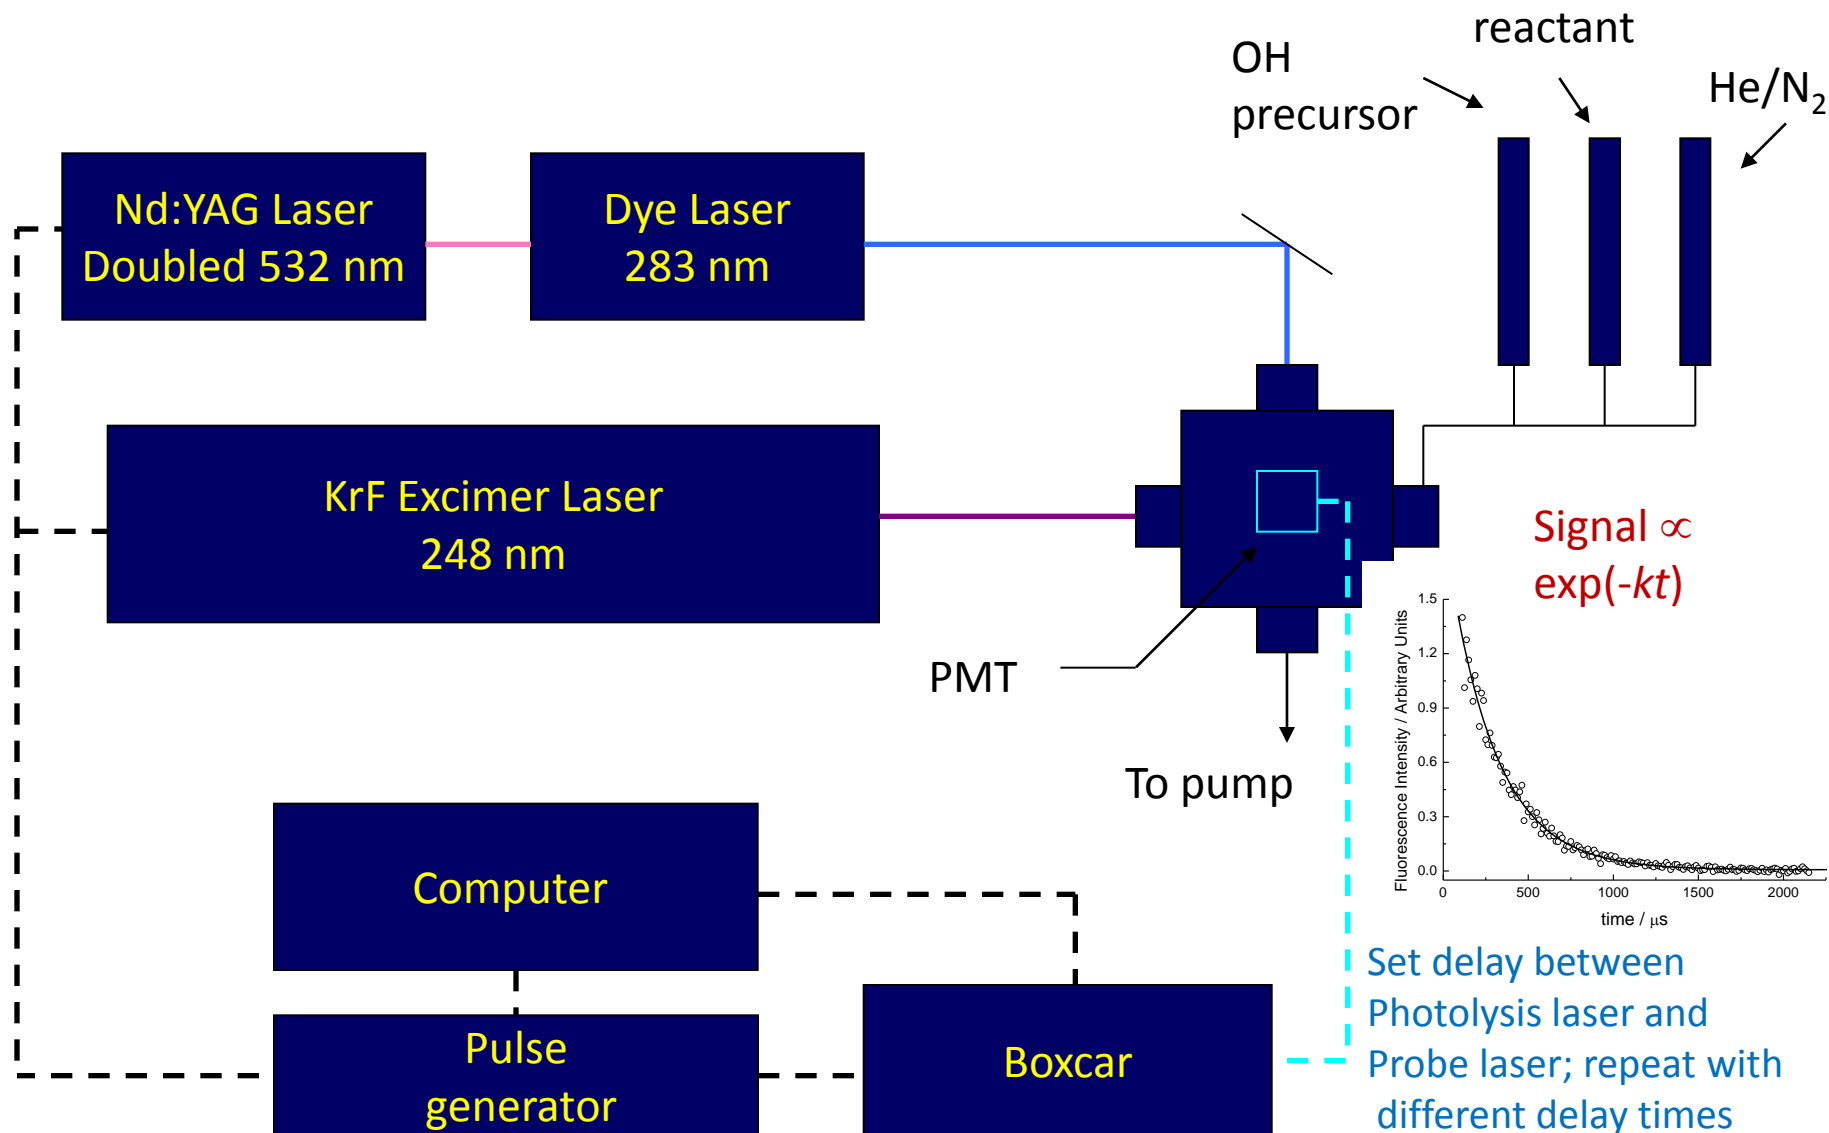 reactant
OH
precursor
He/N₂
Nd:YAG Laser
Doubled 532 nm
Dye Laser
283 nm
KrF Excimer Laser
248 nm
Signal ∝
exp(-kt)
PMT
To pump
1.5
1.2
0.9
0.6
0.3
0.0
Fluorescence Intensity / Arbitrary Units
0
500
1000
1500
2000
time / μs
Computer
Pulse
generator
Boxcar
Set delay between
Photolysis laser and
Probe laser; repeat with
different delay times